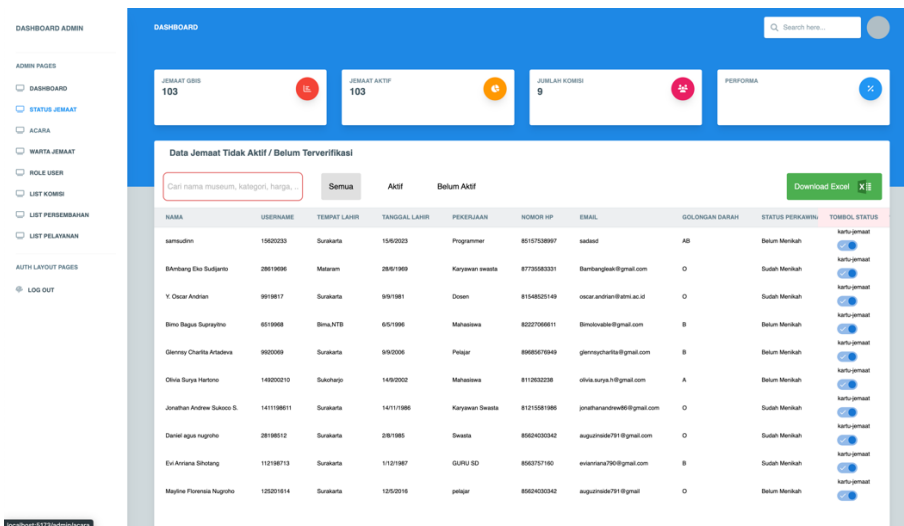 DASHBOARD ADMIN
ADMIN PAGES
DASHBOARD
STATUS JEMAAT
ACARA
WARTA JEMAAT
ROLE USER
LIST KOMISI
LIST PERSEMBAHAN
LIST PELAYANAN
AUTH LAYOUT PAGES
LOG OUT
localhost:5173/admin/acara
DASHBOARD
Search here...
JEMAAT GBIS
103
JEMAAT AKTIF
103
JUMLAH KOMISI
9
PERFORMA
Data Jemaat Tidak Aktif / Belum Terverifikasi
Cari nama museum, kategori, harga, ...
Semua Aktif Belum Aktif
Download Excel
NAMA USERNAME TEMPAT LAHIR TANGGAL LAHIR PEKERJAAN NOMOR HP EMAIL GOLONGAN DARAH STATUS PERKAWIN TOMBOL STATUS
samsudinn 15620233 Surakarta 15/6/2023 Programmer 85157538997 sadasd AB Belum Menikah kartu-jemaat
BAmbang Eko Sudijanto 28619696 Mataram 28/6/1969 Karyawan swasta 87735583331 Bambangleak@gmail.com O Sudah Menikah kartu-jemaat
Y. Oscar Andrian 9919817 Surakarta 9/9/1981 Dosen 81548525149 oscar.andrian@atmi.ac.id O Sudah Menikah kartu-jemaat
Bimo Bagus Suprayitno 6519968 Bima,NTB 6/5/1996 Mahasiswa 82227066611 Bimolovable@gmail.com B Belum Menikah kartu-jemaat
Glennsy Charlita Artadeva 9920069 Surakarta 9/9/2006 Pelajar 89685676949 glennsycharlita@gmail.com B Belum Menikah kartu-jemaat
Olivia Surya Hartono 149200210 Sukoharjo 14/9/2002 Mahasiswa 8112632238 olivia.surya.h@gmail.com A Belum Menikah kartu-jemaat
Jonathan Andrew Sukoco S. 1411198611 Surakarta 14/11/1986 Karyawan Swasta 81215581986 jonathanandrew86@gmail.com O Sudah Menikah kartu-jemaat
Daniel agus nugroho 28198512 Surakarta 2/8/1985 Swasta 85624030342 auguzinside791@gmail.com O Sudah Menikah kartu-jemaat
Evi Anriana Sihotang 112198713 Surakarta 1/12/1987 GURU SD 8563757160 evianriana790@gmail.com B Sudah Menikah kartu-jemaat
Mayline Florensia Nugroho 125201614 Surakarta 12/5/2016 pelajar 85624030342 auguzinside791@gmail O Belum Menikah kartu-jemaat